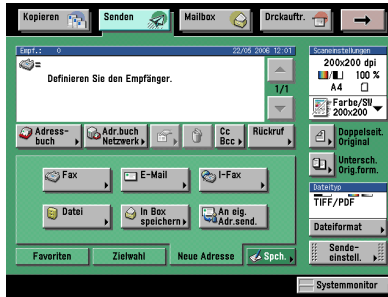 Kopieren
Senden
Mailbox
Drckauftr.
Empf.: 0
22/05 2006 12:01
Definieren Sie den Empfänger.
1/1
Adress-
buch
Adr.buch
Netzwerk
Cc
Bcc
Rückruf
Fax
E-Mail
I-Fax
Datei
In Box
speichern
An eig.
Adr.send.
Favoriten
Zielwahl
Neue Adresse
Spch.
Scaneinstellungen
200x200 dpi
100 %
A4
Farbe/SW
200x200
Doppelseit.
Original
Untersch.
Orig.form.
Dateityp
TIFF/PDF
Dateiformat
Sende-
einstell.
Systemmonitor